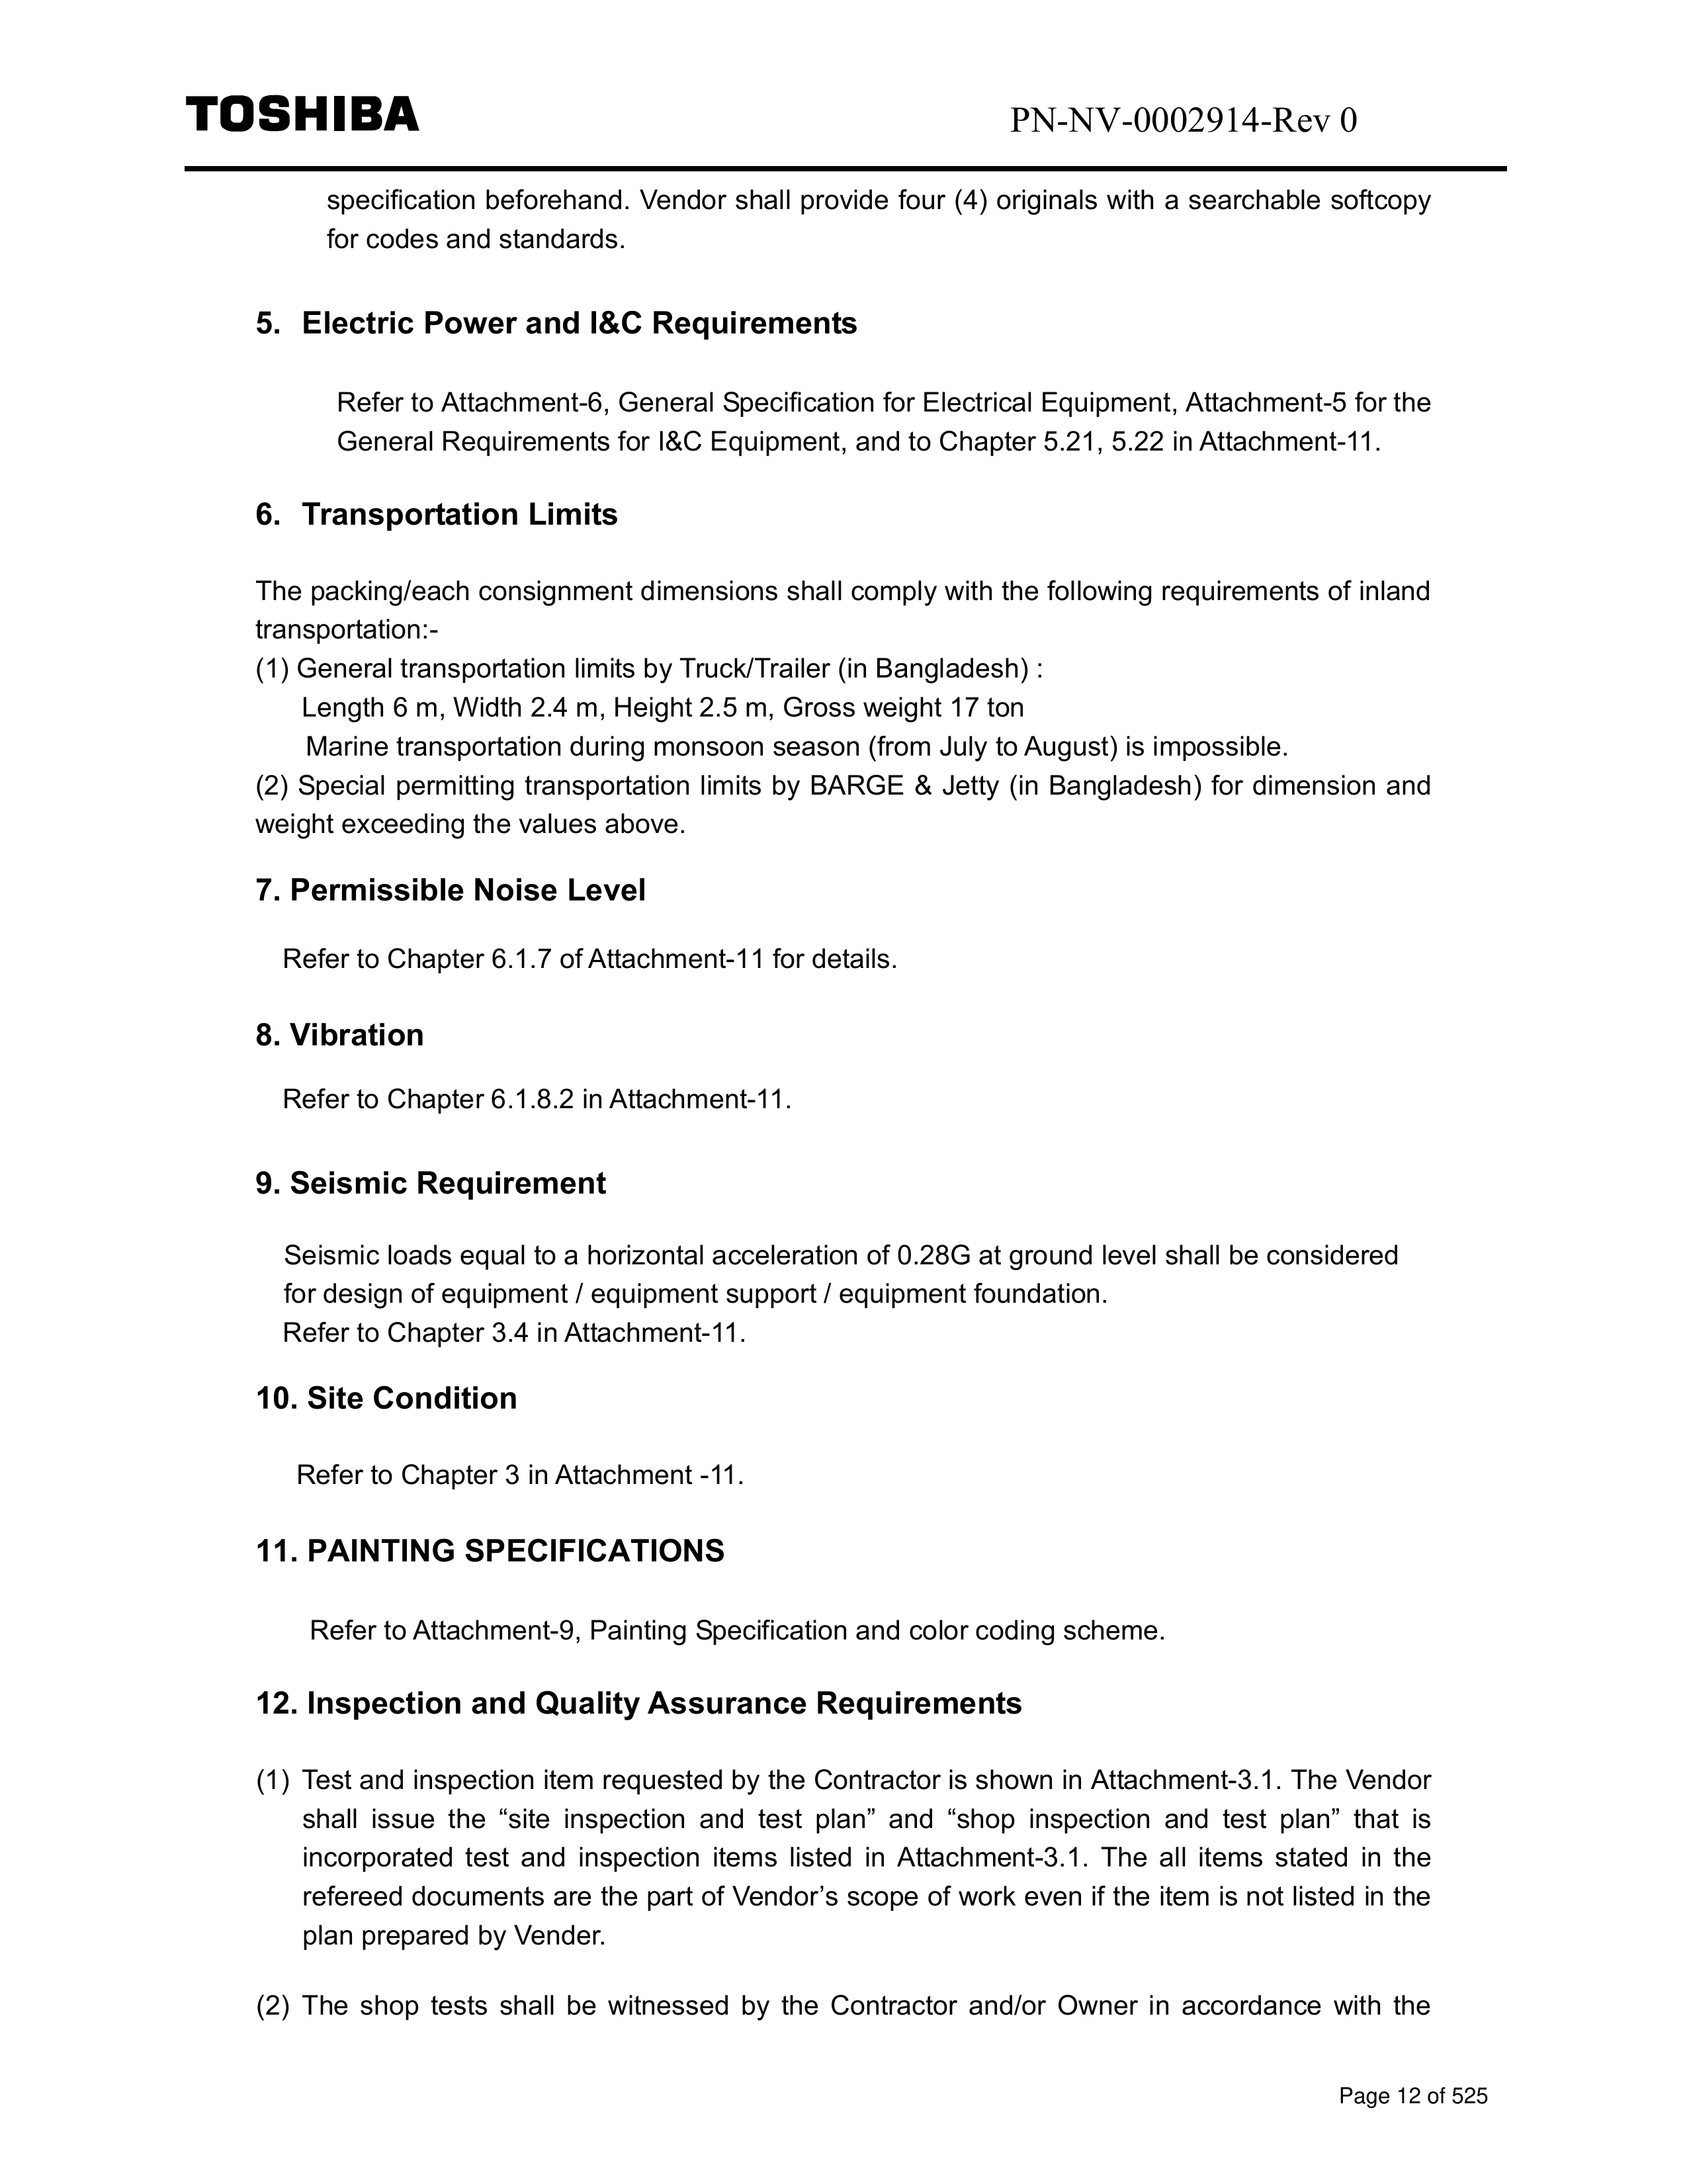 TOSHIBA
PN-NV-0002914-Rev 0
specification beforehand. Vendor shall provide four (4) originals with a searchable softcopy
for codes and standards.
5. Electric Power and I&C Requirements
Refer to Attachment-6, General Specification for Electrical Equipment, Attachment-5 for the
General Requirements for I&C Equipment, and to Chapter 5.21, 5.22 in Attachment-11.
6. Transportation Limits
The packing/each consignment dimensions shall comply with the following requirements of inland
transportation:-
(1) General transportation limits by Truck/Trailer (in Bangladesh) :
Length 6 m, Width 2.4 m, Height 2.5 m, Gross weight 17 ton
Marine transportation during monsoon season (from July to August) is impossible.
(2) Special permitting transportation limits by BARGE & Jetty (in Bangladesh) for dimension and
weight exceeding the values above.
7. Permissible Noise Level
Refer to Chapter 6.1.7 of Attachment-11 for details.
8. Vibration
Refer to Chapter 6.1.8.2 in Attachment-11.
9. Seismic Requirement
Seismic loads equal to a horizontal acceleration of 0.28G at ground level shall be considered
for design of equipment / equipment support / equipment foundation.
Refer to Chapter 3.4 in Attachment-11.
10. Site Condition
Refer to Chapter 3 in Attachment -11.
11. PAINTING SPECIFICATIONS
Refer to Attachment-9, Painting Specification and color coding scheme.
12. Inspection and Quality Assurance Requirements
(1) Test and inspection item requested by the Contractor is shown in Attachment-3.1. The Vendor
shall issue the “site inspection and test plan” and “shop inspection and test plan” that is
incorporated test and inspection items listed in Attachment-3.1. The all items stated in the
refereed documents are the part of Vendor’s scope of work even if the item is not listed in the
plan prepared by Vender.
(2) The shop tests shall be witnessed by the Contractor and/or Owner in accordance with the
Page 12 of 525